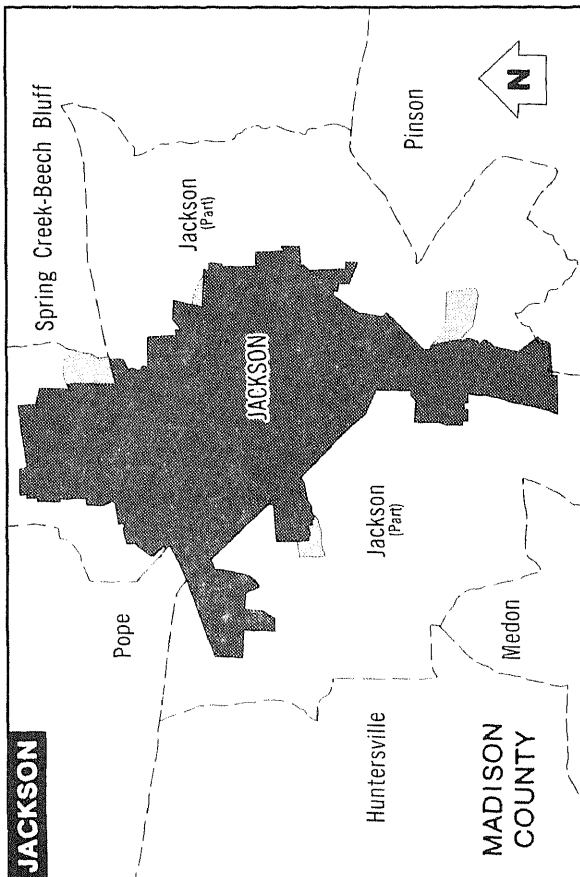 JACKSON
Pope
Spring Creek-Beech Bluff
Jackson
(Part)
JACKSON
Huntersville
Jackson
(Part)
Pinson
Medon
MADISON
COUNTY
N